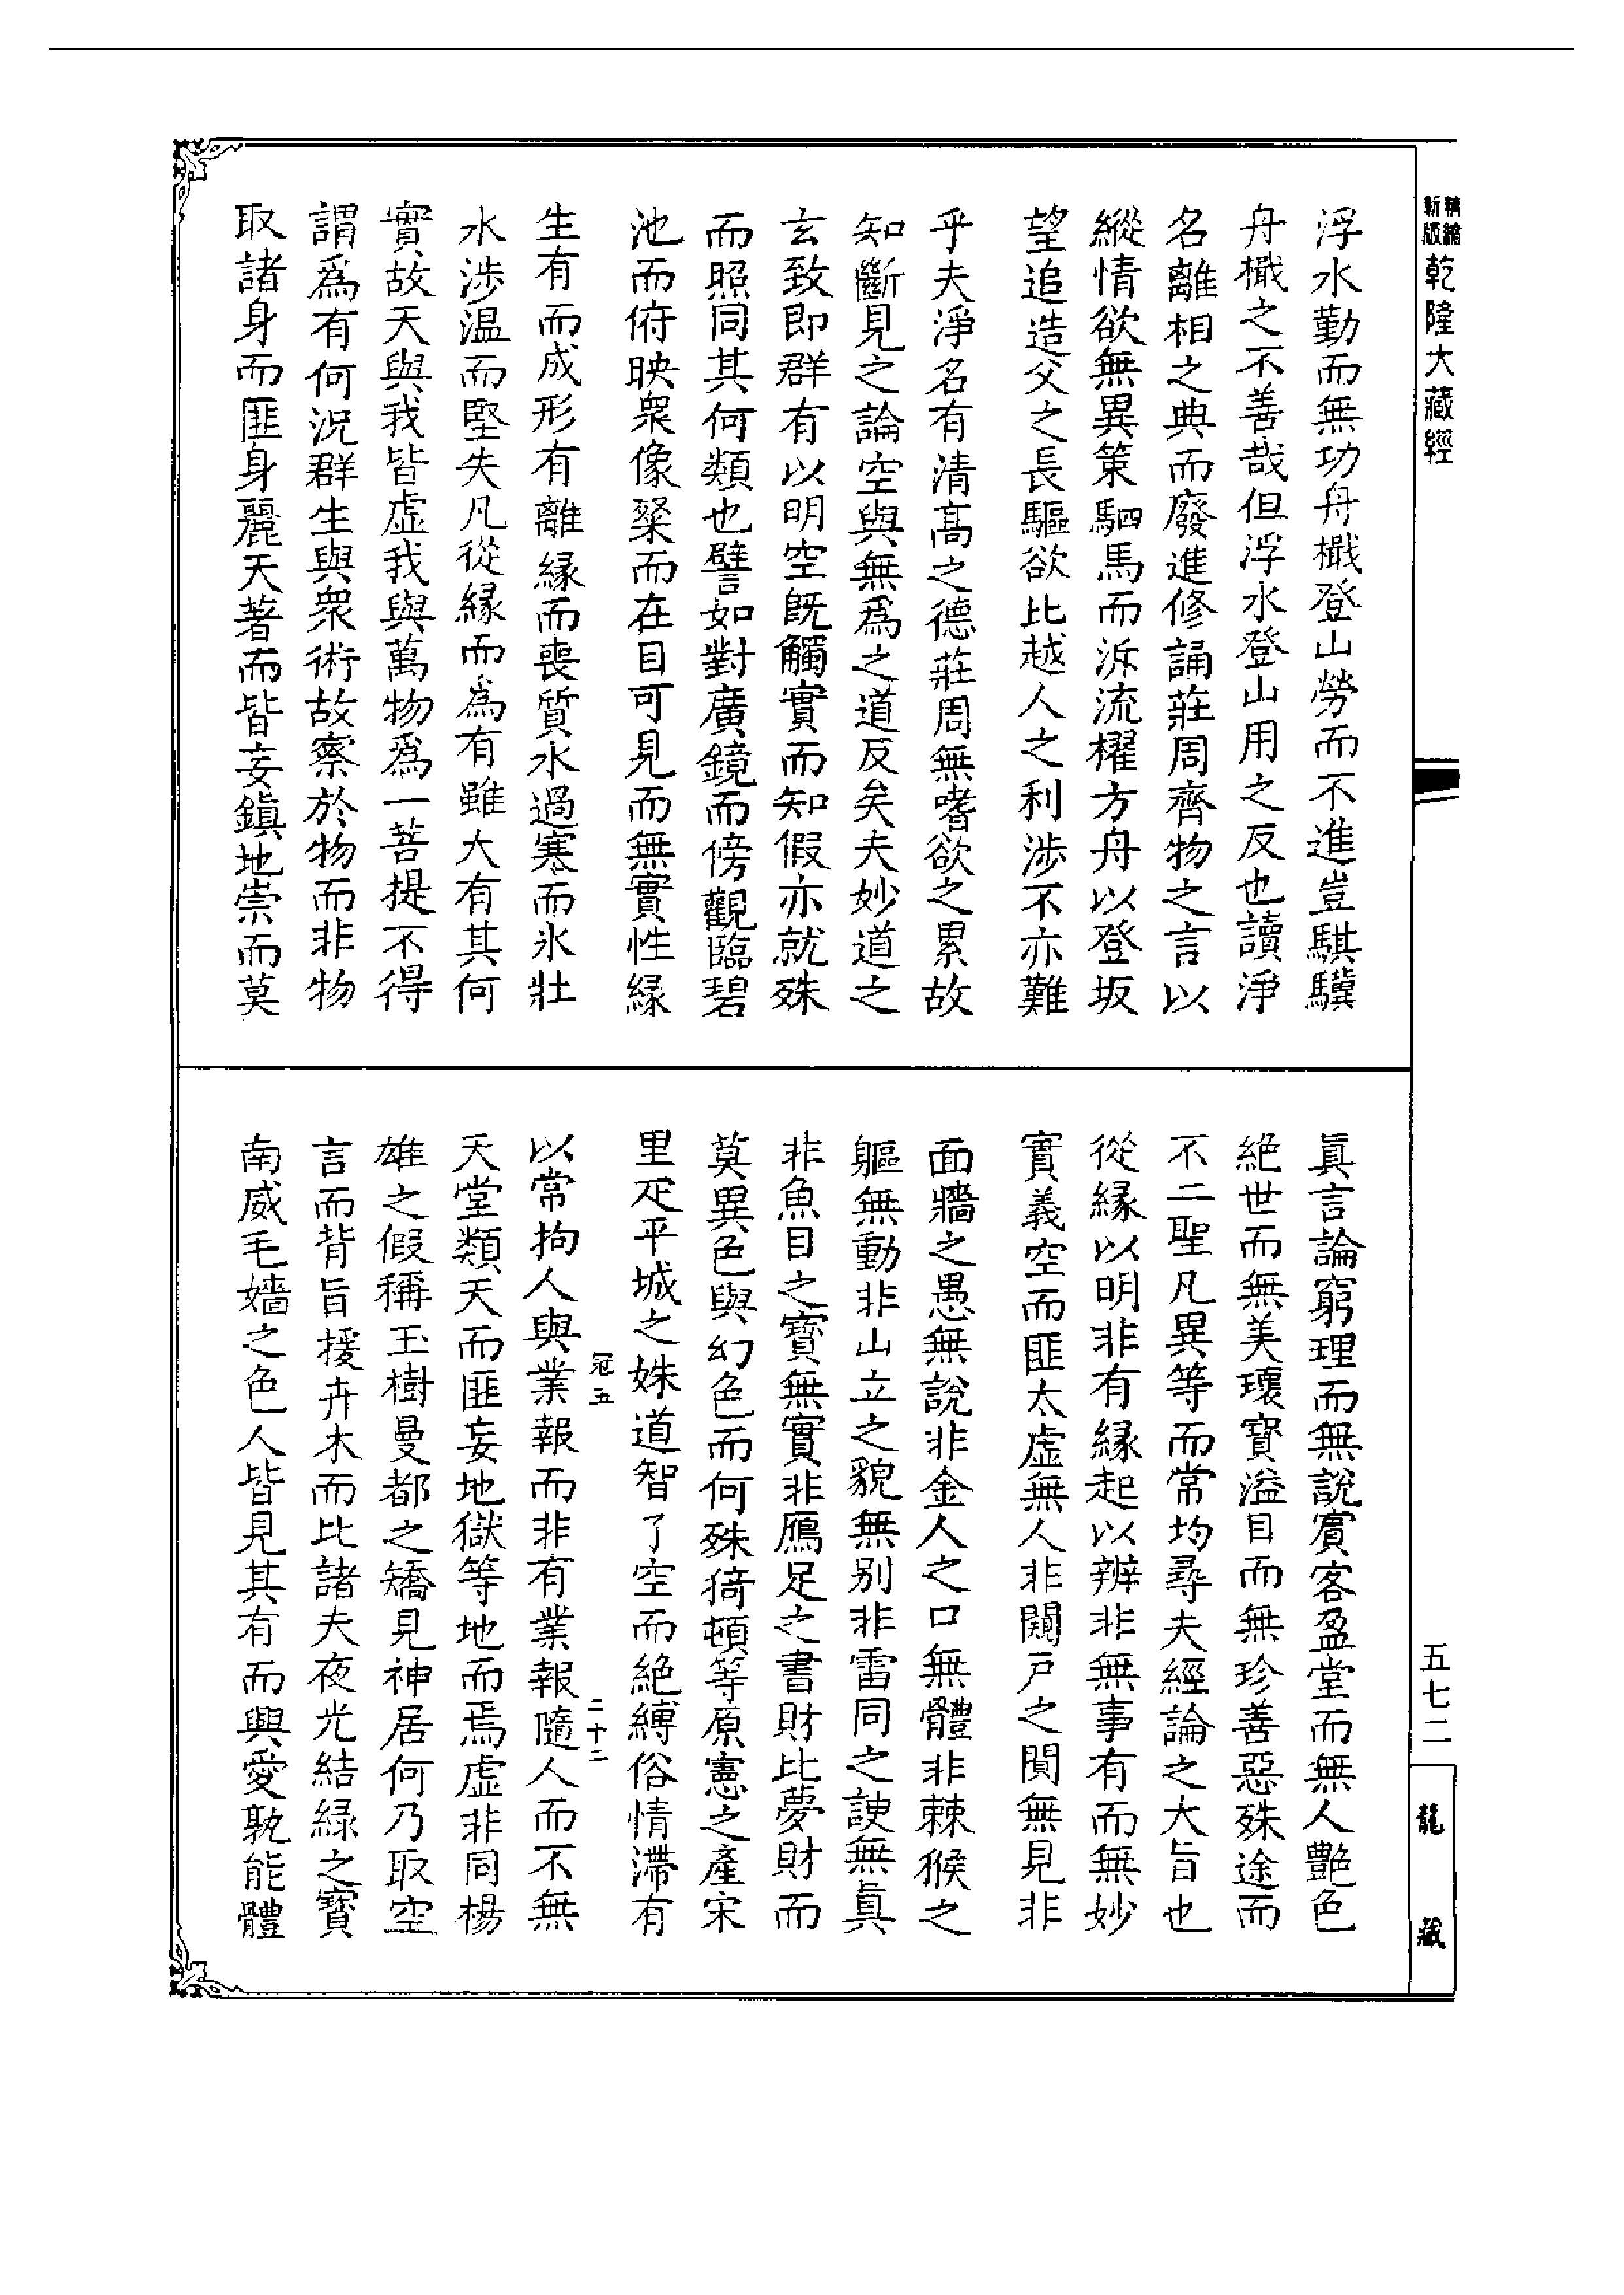 新版精縮乾隆大藏經
浮水勤而無功舟檝登山勞而不進豈騏驥
舟檝之不善哉但浮水登山用之反也讀淨
名離相之典而廢進修誦莊周齊物之言以
縱情欲無異策駟馬而泝流櫂方舟以登坂
望追造父之長驅欲比越人之利涉不亦難
乎夫淨名有清高之德莊周無嗜欲之累故
知斷見之論空與無爲之道反矣夫妙道之
玄致即群有以明空旣觸實而知假亦就殊
而照同其何類也譬如對廣鏡而傍觀臨碧
池而俯映衆像粲而在目可見而無實性緣
生有而成形有離緣而喪質水過寒而氷壯
水涉温而堅失凡從緣而爲有雖大有其何
實故天與我皆虛我與萬物爲一菩提不得
謂爲有何況群生與衆術故察於物而非物
取諸身而匪身麗天著而皆妄鎭地崇而莫
五七二
龍藏
眞言論窮理而無說賓客盈堂而無人艷色
絕世而無美瓌寶溢目而無珍善惡殊途而
不二聖凡異等而常均尋夫經論之大旨也
從緣以明非有緣起以辨非無事有而無妙
實義空而匪太虛無人非闚戶之閴無見非
面牆之愚無說非金人之口無體非棘猴之
軀無動非山立之貌無别非雷同之諛無眞
非魚目之寶無實非鴈足之書財比夢財而
莫異色與幻色而何殊猗頓等原憲之產宋
里疋平城之姝道智了空而絕縛俗情滯有
冠五
二十二
以常拘人與業報而非有業報隨人而不無
天堂類天而匪妄地獄等地而焉虛非同楊
雄之假稱玉樹曼都之矯見神居何乃取空
言而背旨援卉木而比諸夫夜光結綠之寶
南威毛嬙之色人皆見其有而興愛孰能體